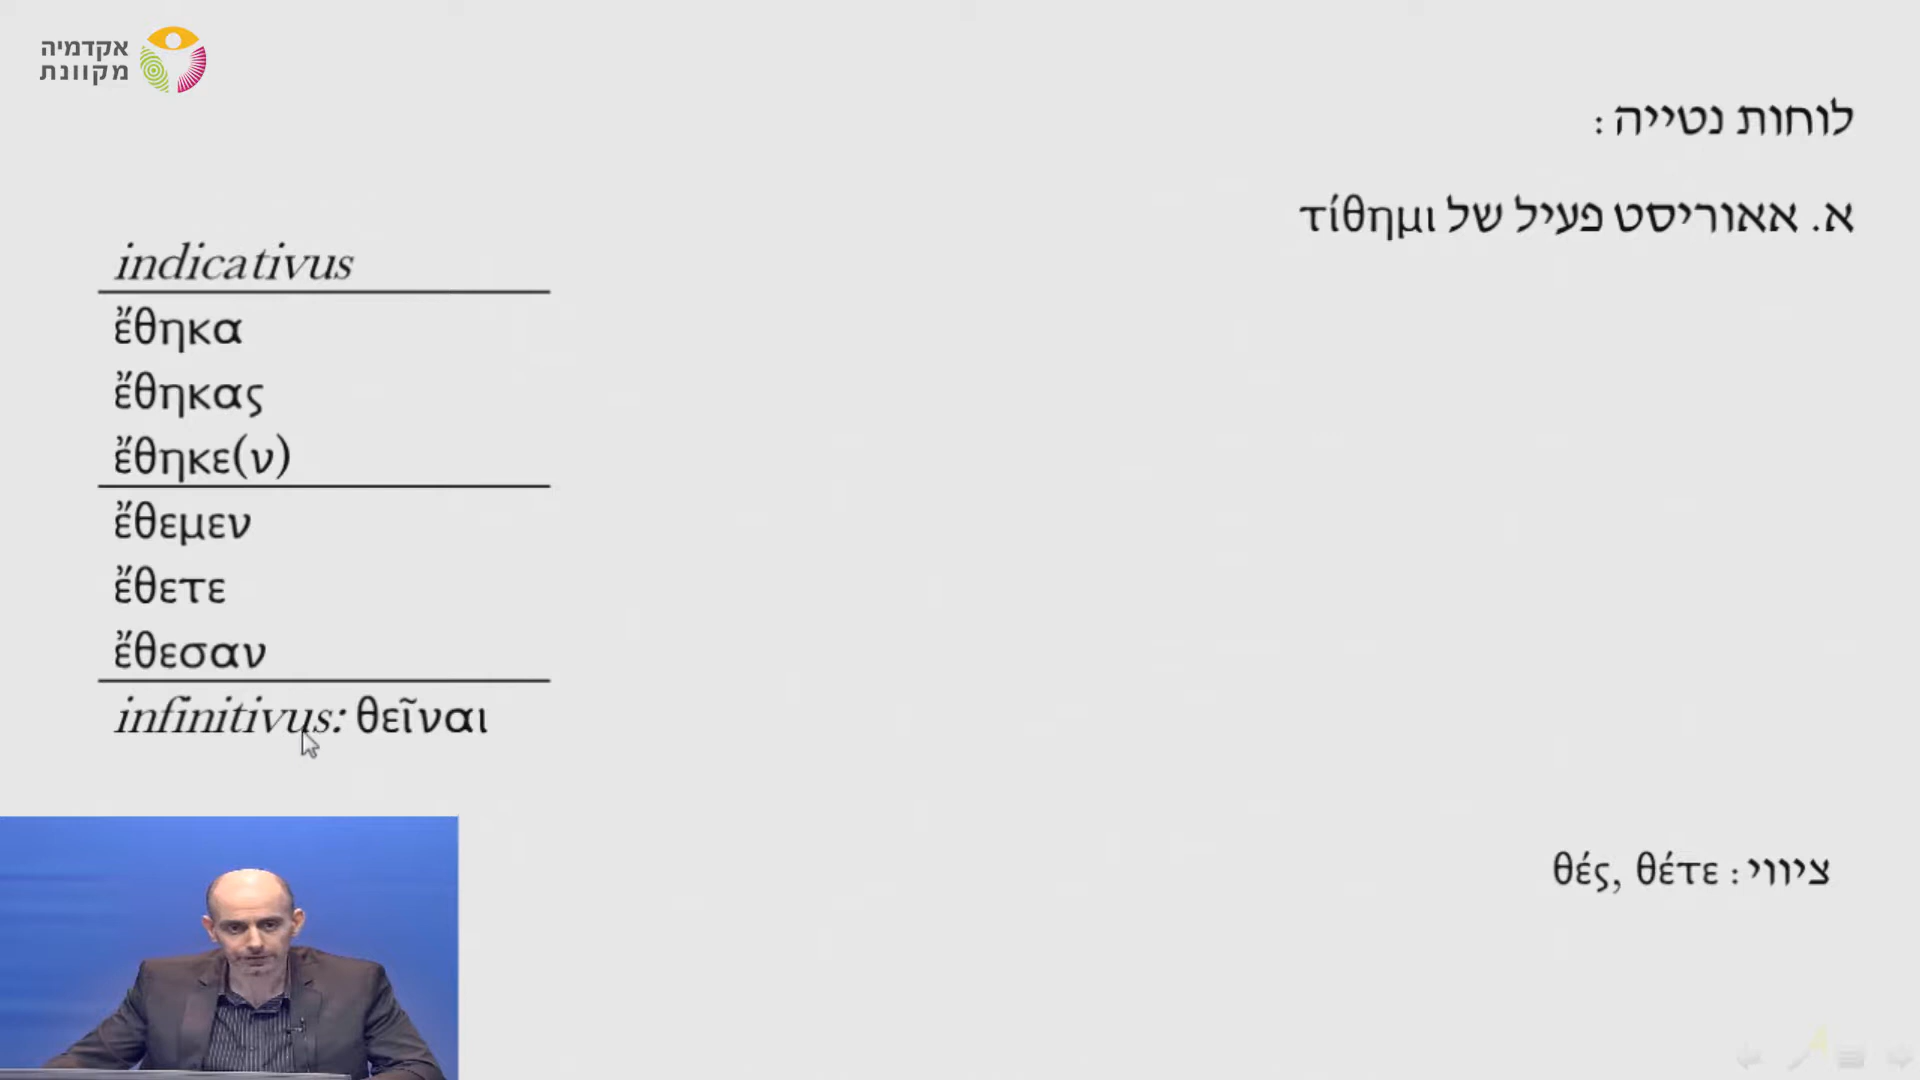 אקדמיה
מקוונת
לוחות נטייה :
א. אאוריסט פעיל של τίθημι
indicativus
ἔθηκα
ἔθηκας
ἔθηκε(ν)
ἔθεμεν
ἔθετε
ἔθεσαν
infinitivus: θεῖναι
ציווי : θές, θέτε